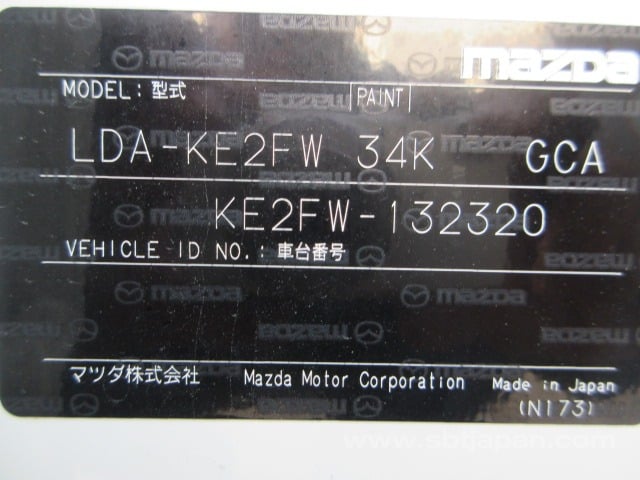 mazda
MODEL: 型式 PAINT
LDA-KE2FW 34K GCA
KE2FW-132320
VEHICLE ID NO.: 車台番号
マツダ株式会社 Mazda Motor Corporation Made in Japan
(N173)
www.sbtjapan.com